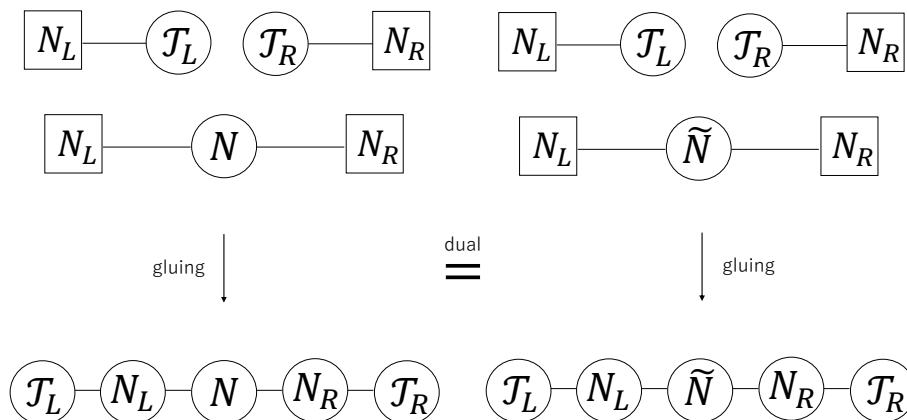 N_L 𝒯_L 𝒯_R N_R N_L 𝒯_L 𝒯_R N_R
N_L N N_R N_L Ñ N_R
dual
gluing = gluing
𝒯_L N_L N N_R 𝒯_R 𝒯_L N_L Ñ N_R 𝒯_R